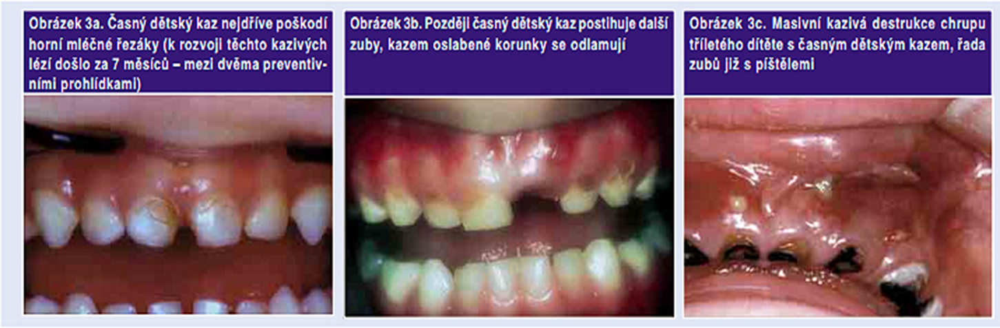 Obrázek 3a. Časný dětský kaz nejdříve poškodí
horní mléčné řezáky (k rozvoji těchto kazivých
lézí došlo za 7 měsíců – mezi dvěma preventiv-
ními prohlídkami)
Obrázek 3b. Později časný dětský kaz postihuje další
zuby, kazem oslabené korunky se odlamují
Obrázek 3c. Masivní kazivá destrukce chrupu
tříletého dítěte s časným dětským kazem, řada
zubů již s píštělemi